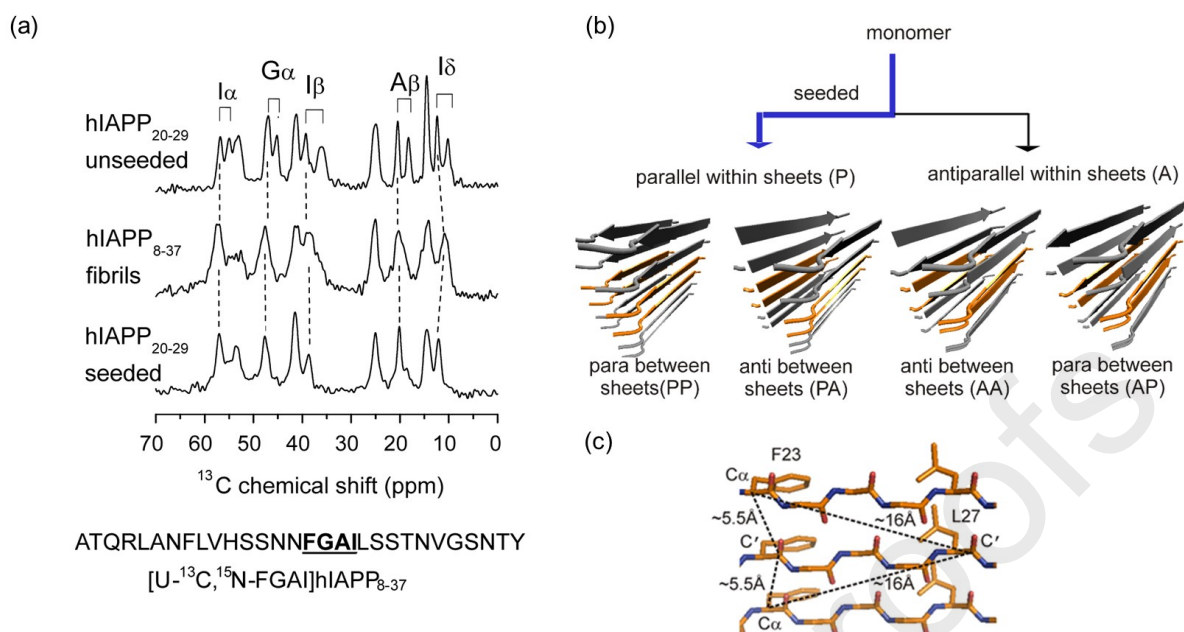 (a)
Iα
Gα
Iβ
Aβ
Iδ
hIAPP20-29
unseeded
hIAPP8-37
fibrils
hIAPP20-29
seeded
70 60 50 40 30 20 10 0
13C chemical shift (ppm)
ATQRLANFLVHSSNNFGAILSSTNVGSNTY
[U-13C,15N-FGAI]hIAPP8-37
(b)
monomer
seeded
parallel within sheets (P)
antiparallel within sheets (A)
para between
sheets(PP)
anti between
sheets (PA)
anti between
sheets (AA)
para between
sheets (AP)
(c)
F23
Cα
~5.5Å
~16Å
L27
C′
C′
~5.5Å
~16Å
Cα
oofs